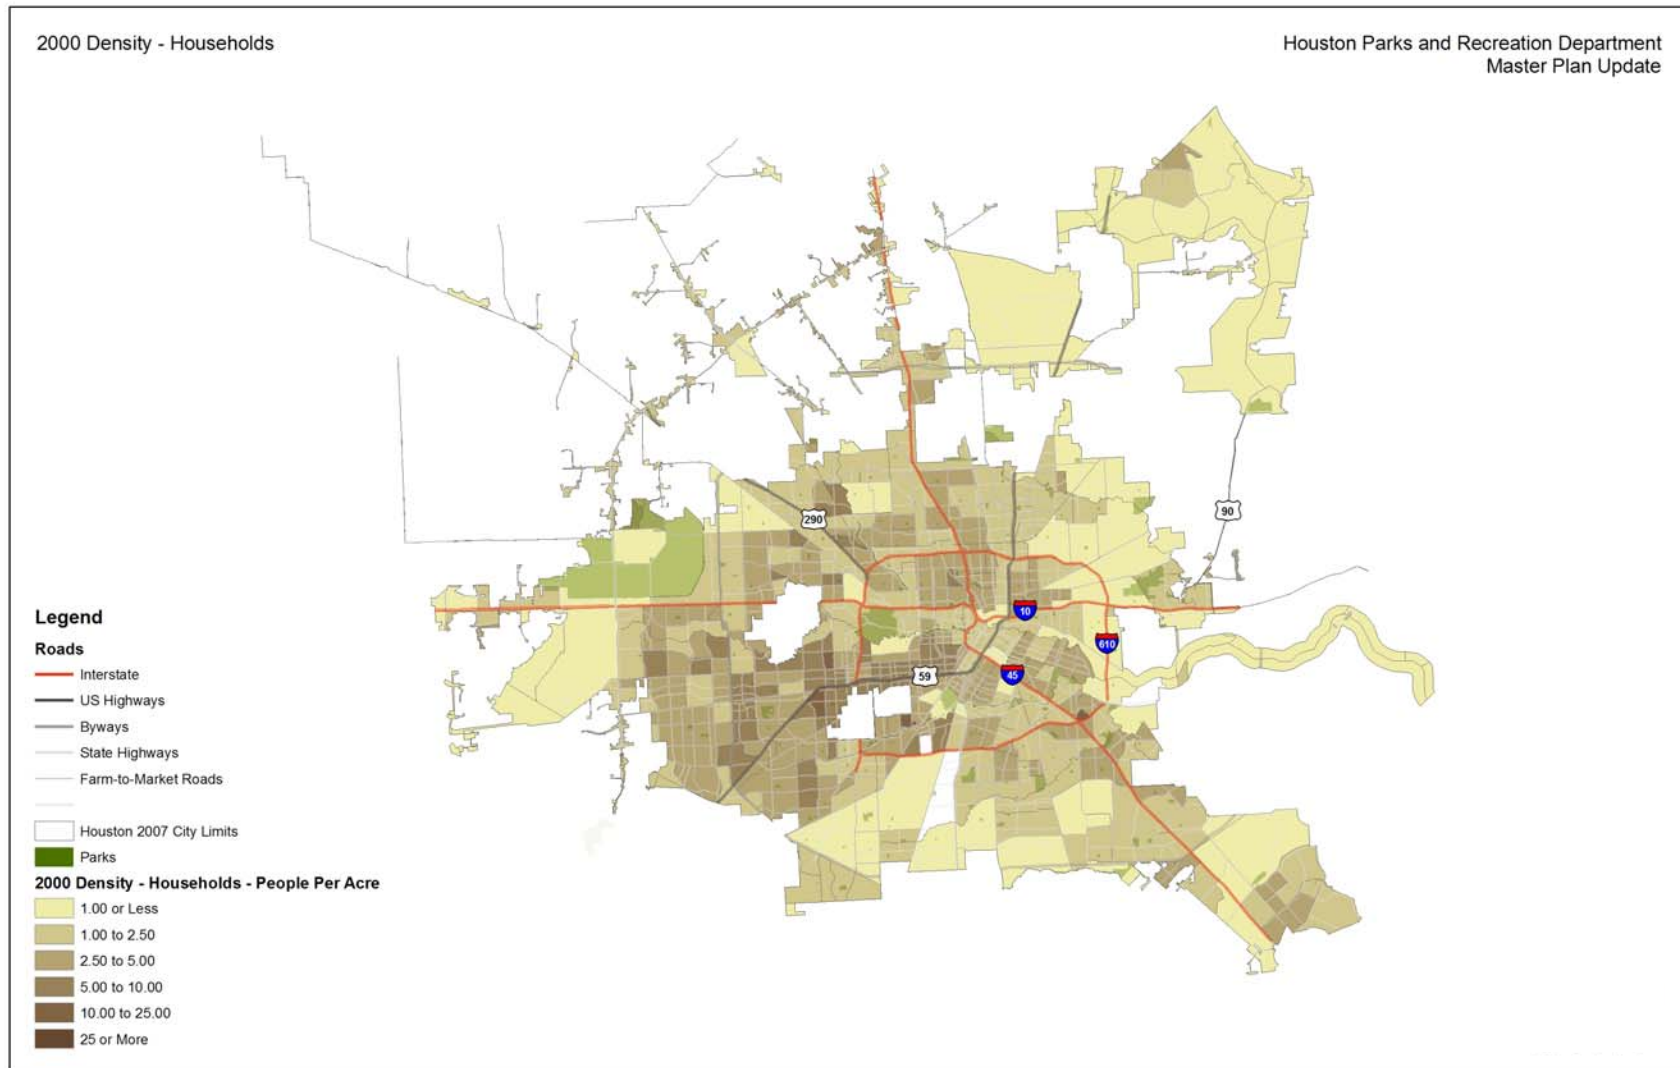 2000 Density - Households
Houston Parks and Recreation Department
Master Plan Update
290
90
10
610
59
45
Legend
Roads
Interstate
US Highways
Byways
State Highways
Farm-to-Market Roads
Houston 2007 City Limits
Parks
2000 Density - Households - People Per Acre
1.00 or Less
1.00 to 2.50
2.50 to 5.00
5.00 to 10.00
10.00 to 25.00
25 or More